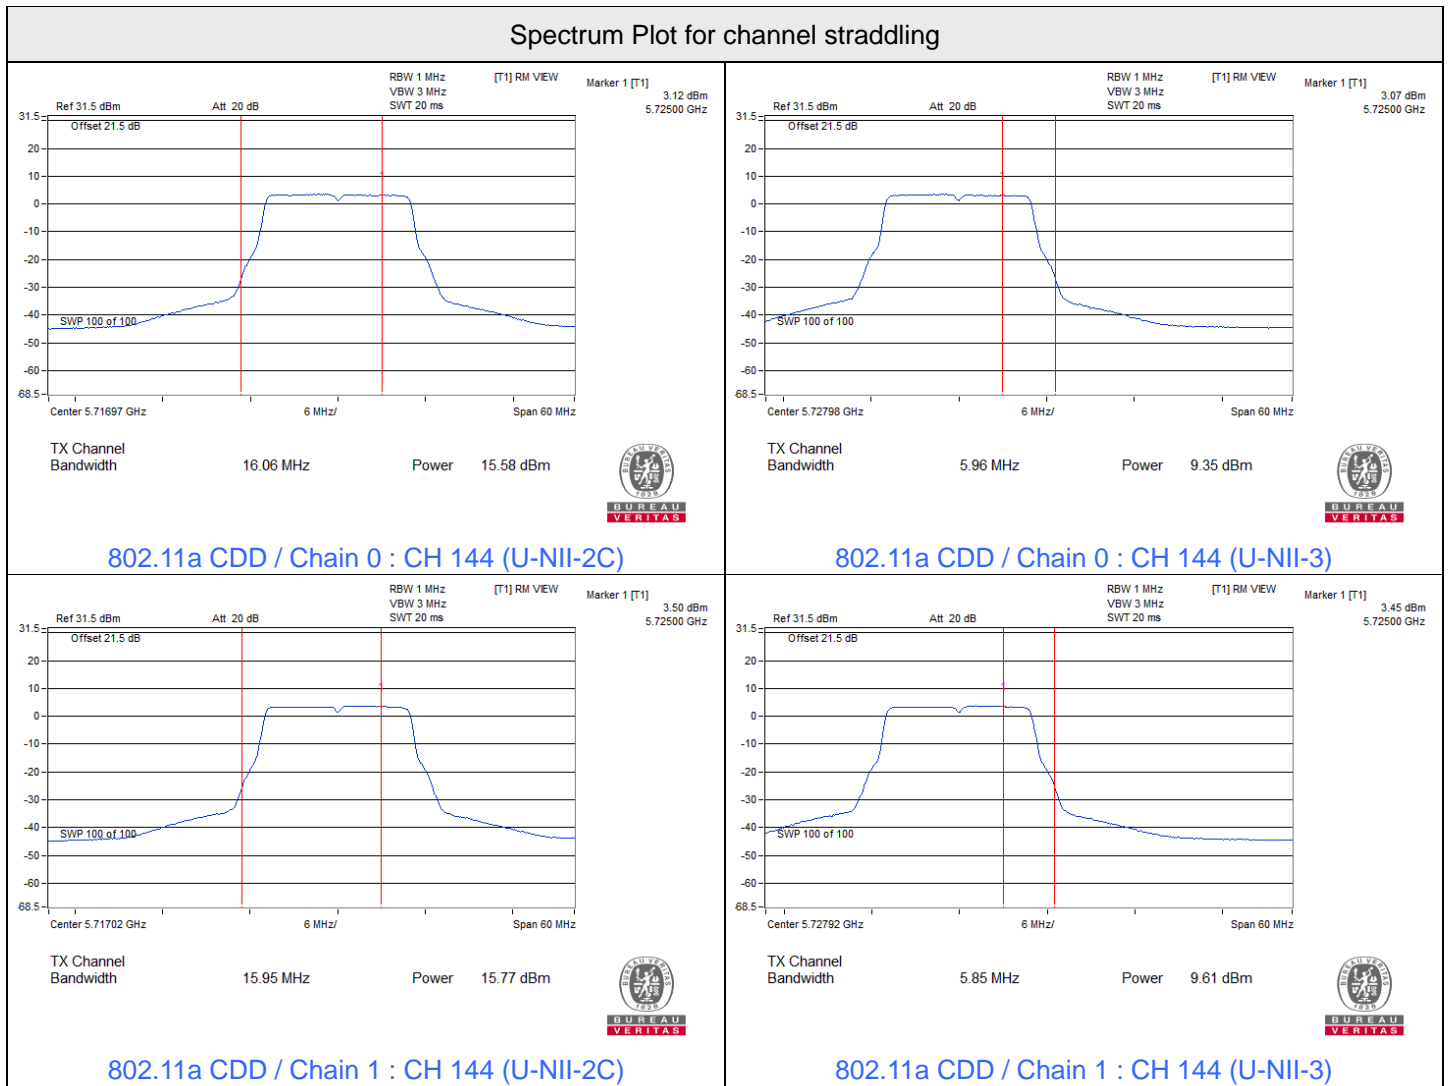 Spectrum Plot for channel straddling
RBW 1 MHz [T1] RM VIEW Marker 1 [T1]
VBW 3 MHz 3.12 dBm
Ref 31.5 dBm Att 20 dB SWT 20 ms 5.72500 GHz
31.5
Offset 21.5 dB
20
10
1
0
-10
-20
-30
-40
SWP 100 of 100
-50
-60
-68.5
Center 5.71697 GHz 6 MHz/ Span 60 MHz
TX Channel
Bandwidth 16.06 MHz Power 15.58 dBm
BUREAU VERITAS
1828
BUREAU
VERITAS
802.11a CDD / Chain 0 : CH 144 (U-NII-2C)
RBW 1 MHz [T1] RM VIEW Marker 1 [T1]
VBW 3 MHz 3.07 dBm
Ref 31.5 dBm Att 20 dB SWT 20 ms 5.72500 GHz
31.5
Offset 21.5 dB
20
10
1
0
-10
-20
-30
-40
SWP 100 of 100
-50
-60
-68.5
Center 5.72798 GHz 6 MHz/ Span 60 MHz
TX Channel
Bandwidth 5.96 MHz Power 9.35 dBm
BUREAU VERITAS
1828
BUREAU
VERITAS
802.11a CDD / Chain 0 : CH 144 (U-NII-3)
RBW 1 MHz [T1] RM VIEW Marker 1 [T1]
VBW 3 MHz 3.50 dBm
Ref 31.5 dBm Att 20 dB SWT 20 ms 5.72500 GHz
31.5
Offset 21.5 dB
20
10
1
0
-10
-20
-30
-40
SWP 100 of 100
-50
-60
-68.5
Center 5.71702 GHz 6 MHz/ Span 60 MHz
TX Channel
Bandwidth 15.95 MHz Power 15.77 dBm
BUREAU VERITAS
1828
BUREAU
VERITAS
802.11a CDD / Chain 1 : CH 144 (U-NII-2C)
RBW 1 MHz [T1] RM VIEW Marker 1 [T1]
VBW 3 MHz 3.45 dBm
Ref 31.5 dBm Att 20 dB SWT 20 ms 5.72500 GHz
31.5
Offset 21.5 dB
20
10
1
0
-10
-20
-30
-40
SWP 100 of 100
-50
-60
-68.5
Center 5.72792 GHz 6 MHz/ Span 60 MHz
TX Channel
Bandwidth 5.85 MHz Power 9.61 dBm
BUREAU VERITAS
1828
BUREAU
VERITAS
802.11a CDD / Chain 1 : CH 144 (U-NII-3)